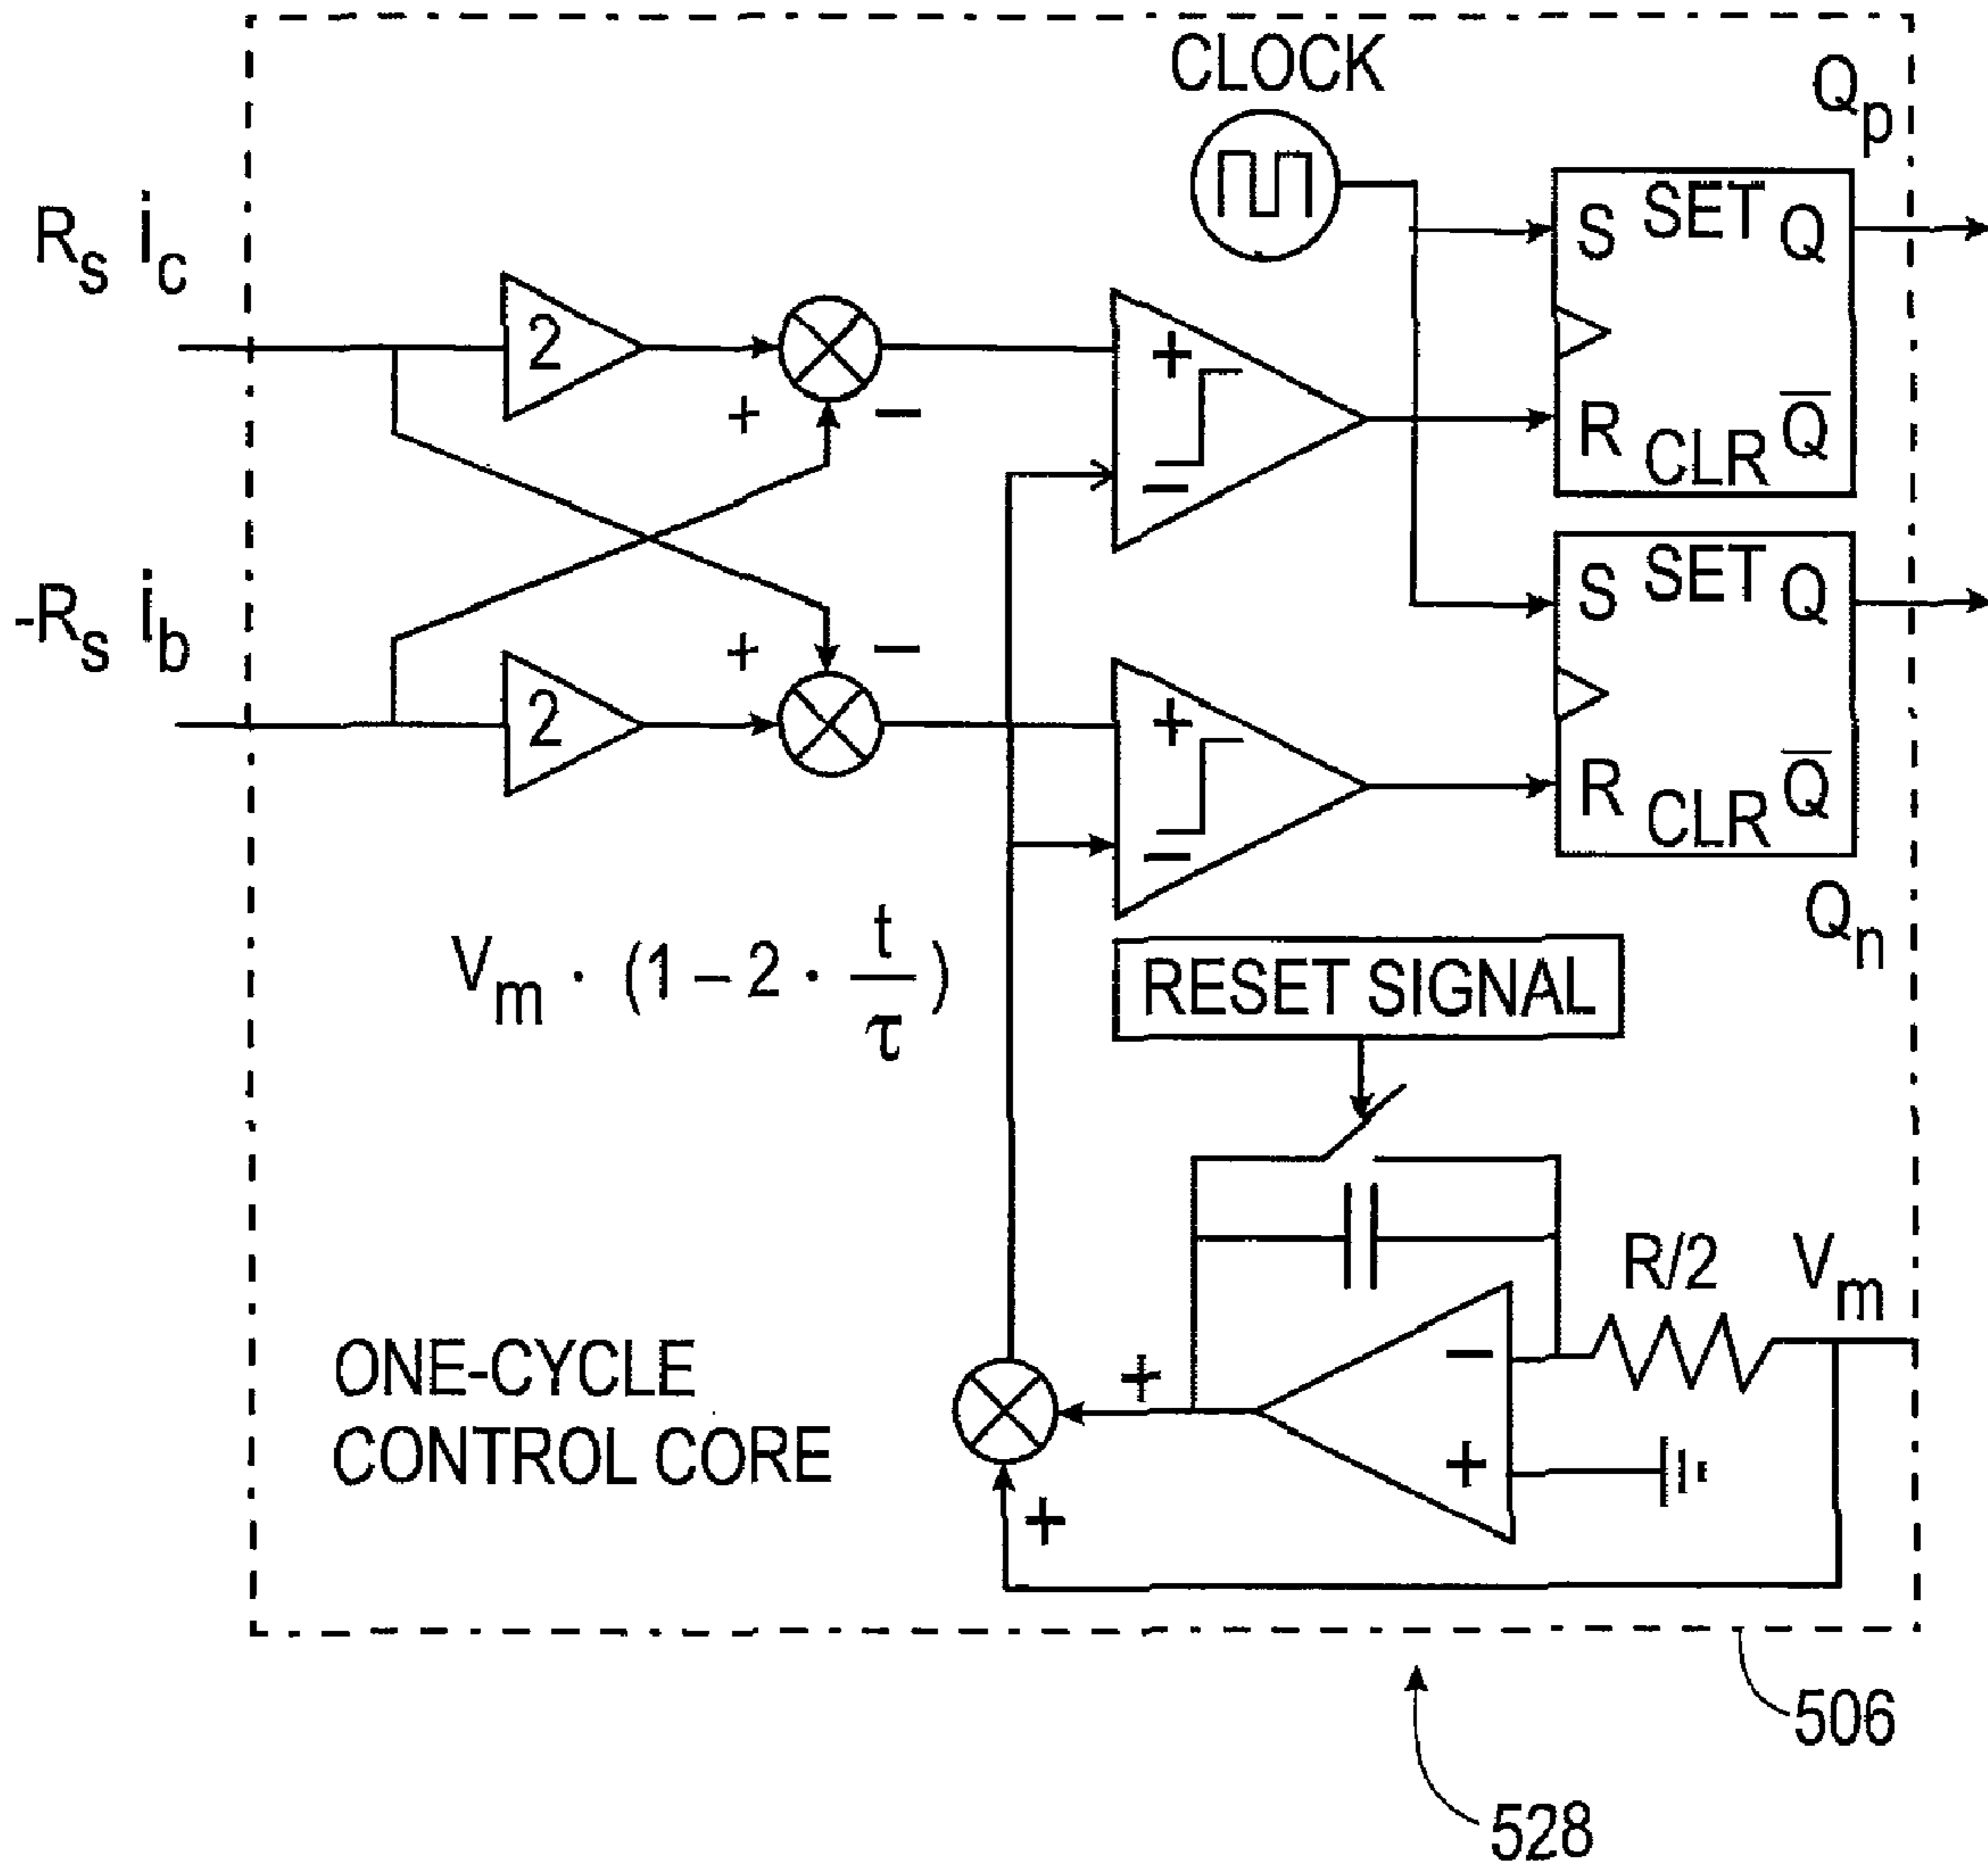 CLOCK
Qp
Rs ic
S SET Q
2
+ −
+
−
R CLR Q̅
-Rs ib
S SET Q
+ −
2
+
−
R CLR Q̅
Qn
Vm · (1 – 2 · t/τ)
RESET SIGNAL
R/2 Vm
−
+
+
+
ONE-CYCLE
CONTROL CORE
506
528